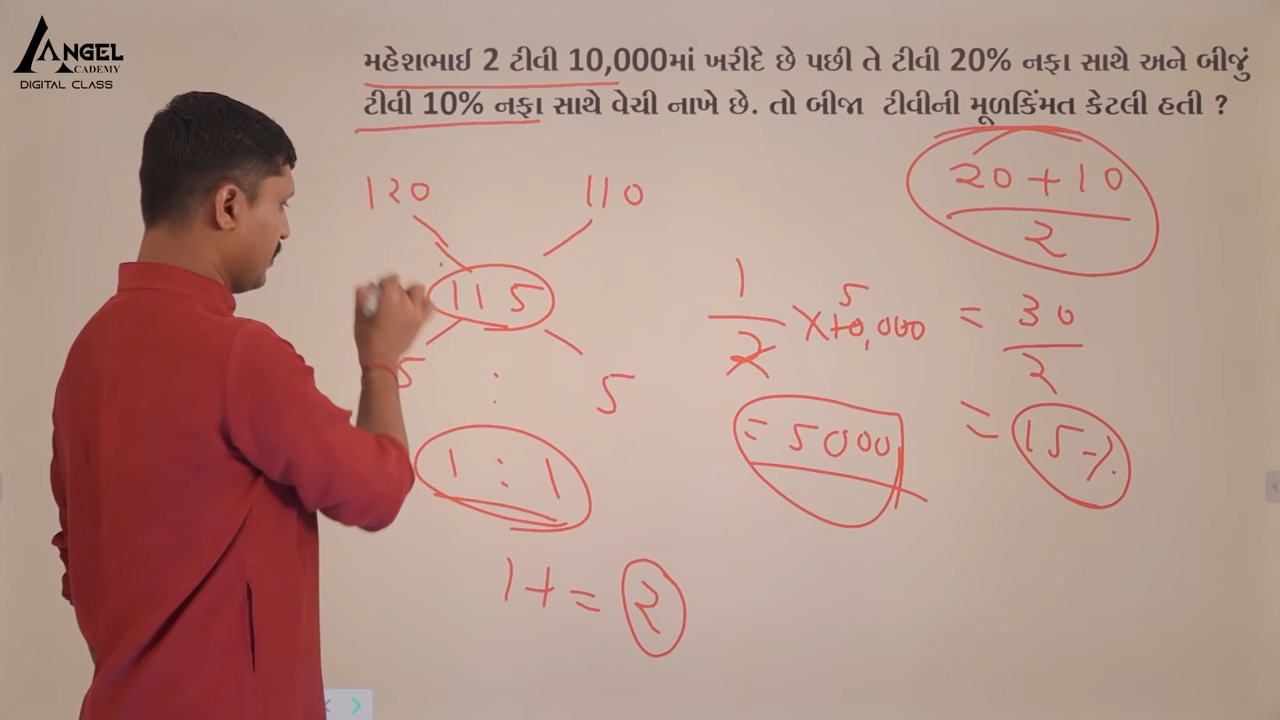 ANGEL
ACADEMY
DIGITAL CLASS
મહેશભાઈ 2 ટીવી 10,000માં ખરીદે છે પછી તે ટીવી 20% નફા સાથે અને બીજું
ટીવી 10% નફા સાથે વેચી નાખે છે. તો બીજા ટીવીની મૂળકિંમત કેટલી હતી ?
120 110
115
5 : 5
1 : 1
1+ = 2
1/2 × 10,000 5
= 5000
20 + 10
2
= 30/2
= 15%